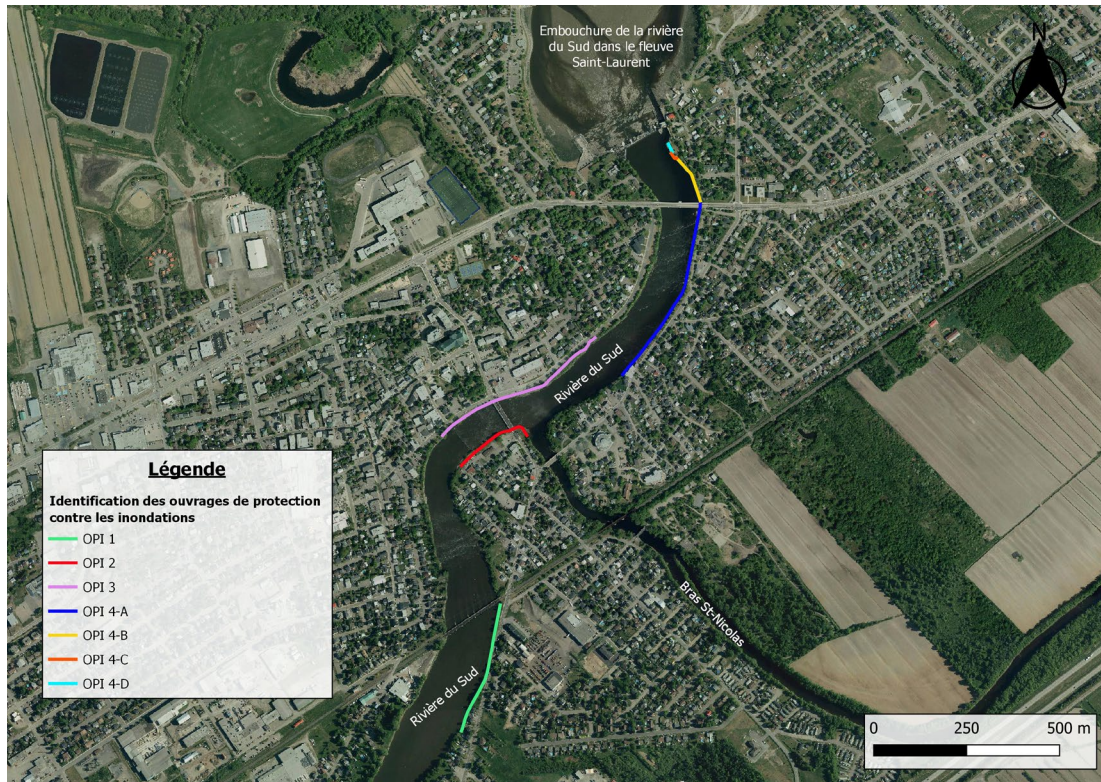 Embouchure de la rivière
du Sud dans le fleuve
Saint-Laurent
N
Rivière du Sud
Légende
Identification des ouvrages de protection
contre les inondations
OPI 1
OPI 2
OPI 3
OPI 4-A
OPI 4-B
OPI 4-C
OPI 4-D
Bras St-Nicolas
Rivière du Sud
0 250 500 m